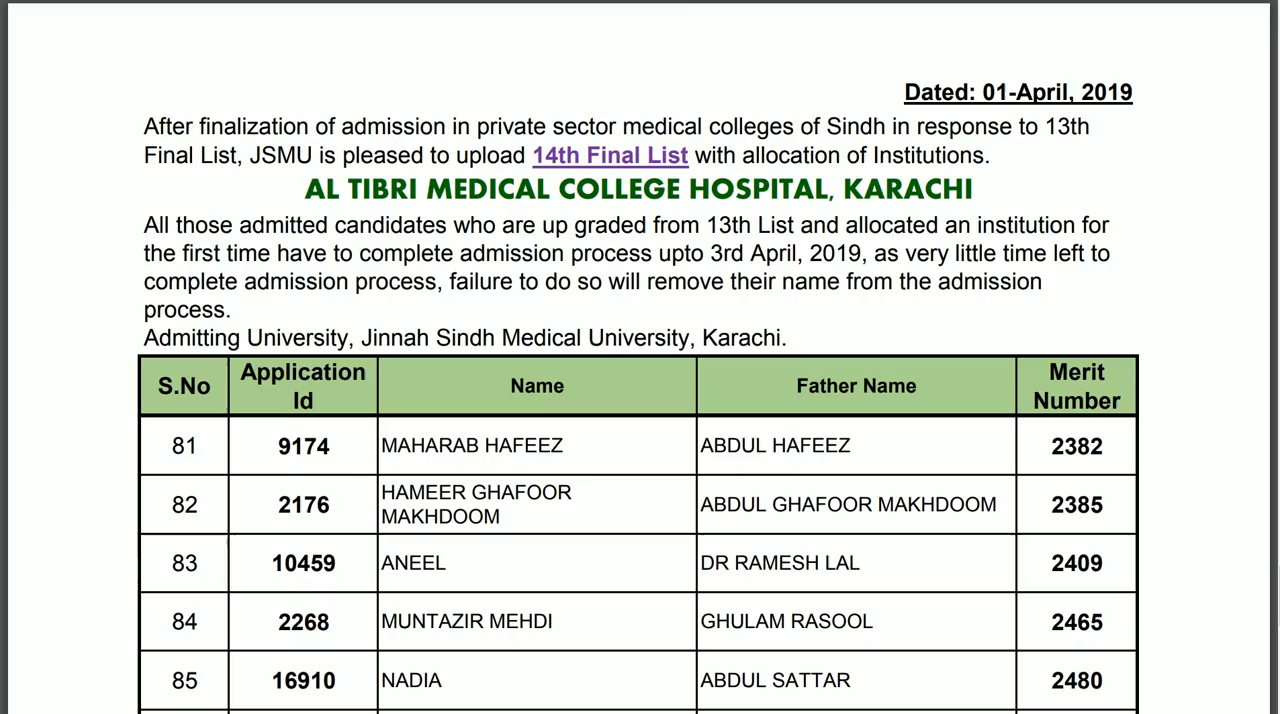 Dated: 01-April, 2019
After finalization of admission in private sector medical colleges of Sindh in response to 13th
Final List, JSMU is pleased to upload 14th Final List with allocation of Institutions.
AL TIBRI MEDICAL COLLEGE HOSPITAL, KARACHI
All those admitted candidates who are up graded from 13th List and allocated an institution for
the first time have to complete admission process upto 3rd April, 2019, as very little time left to
complete admission process, failure to do so will remove their name from the admission
process.
Admitting University, Jinnah Sindh Medical University, Karachi.
S.No Application Id Name Father Name Merit Number
81 9174 MAHARAB HAFEEZ ABDUL HAFEEZ 2382
82 2176 HAMEER GHAFOOR MAKHDOOM ABDUL GHAFOOR MAKHDOOM 2385
83 10459 ANEEL DR RAMESH LAL 2409
84 2268 MUNTAZIR MEHDI GHULAM RASOOL 2465
85 16910 NADIA ABDUL SATTAR 2480